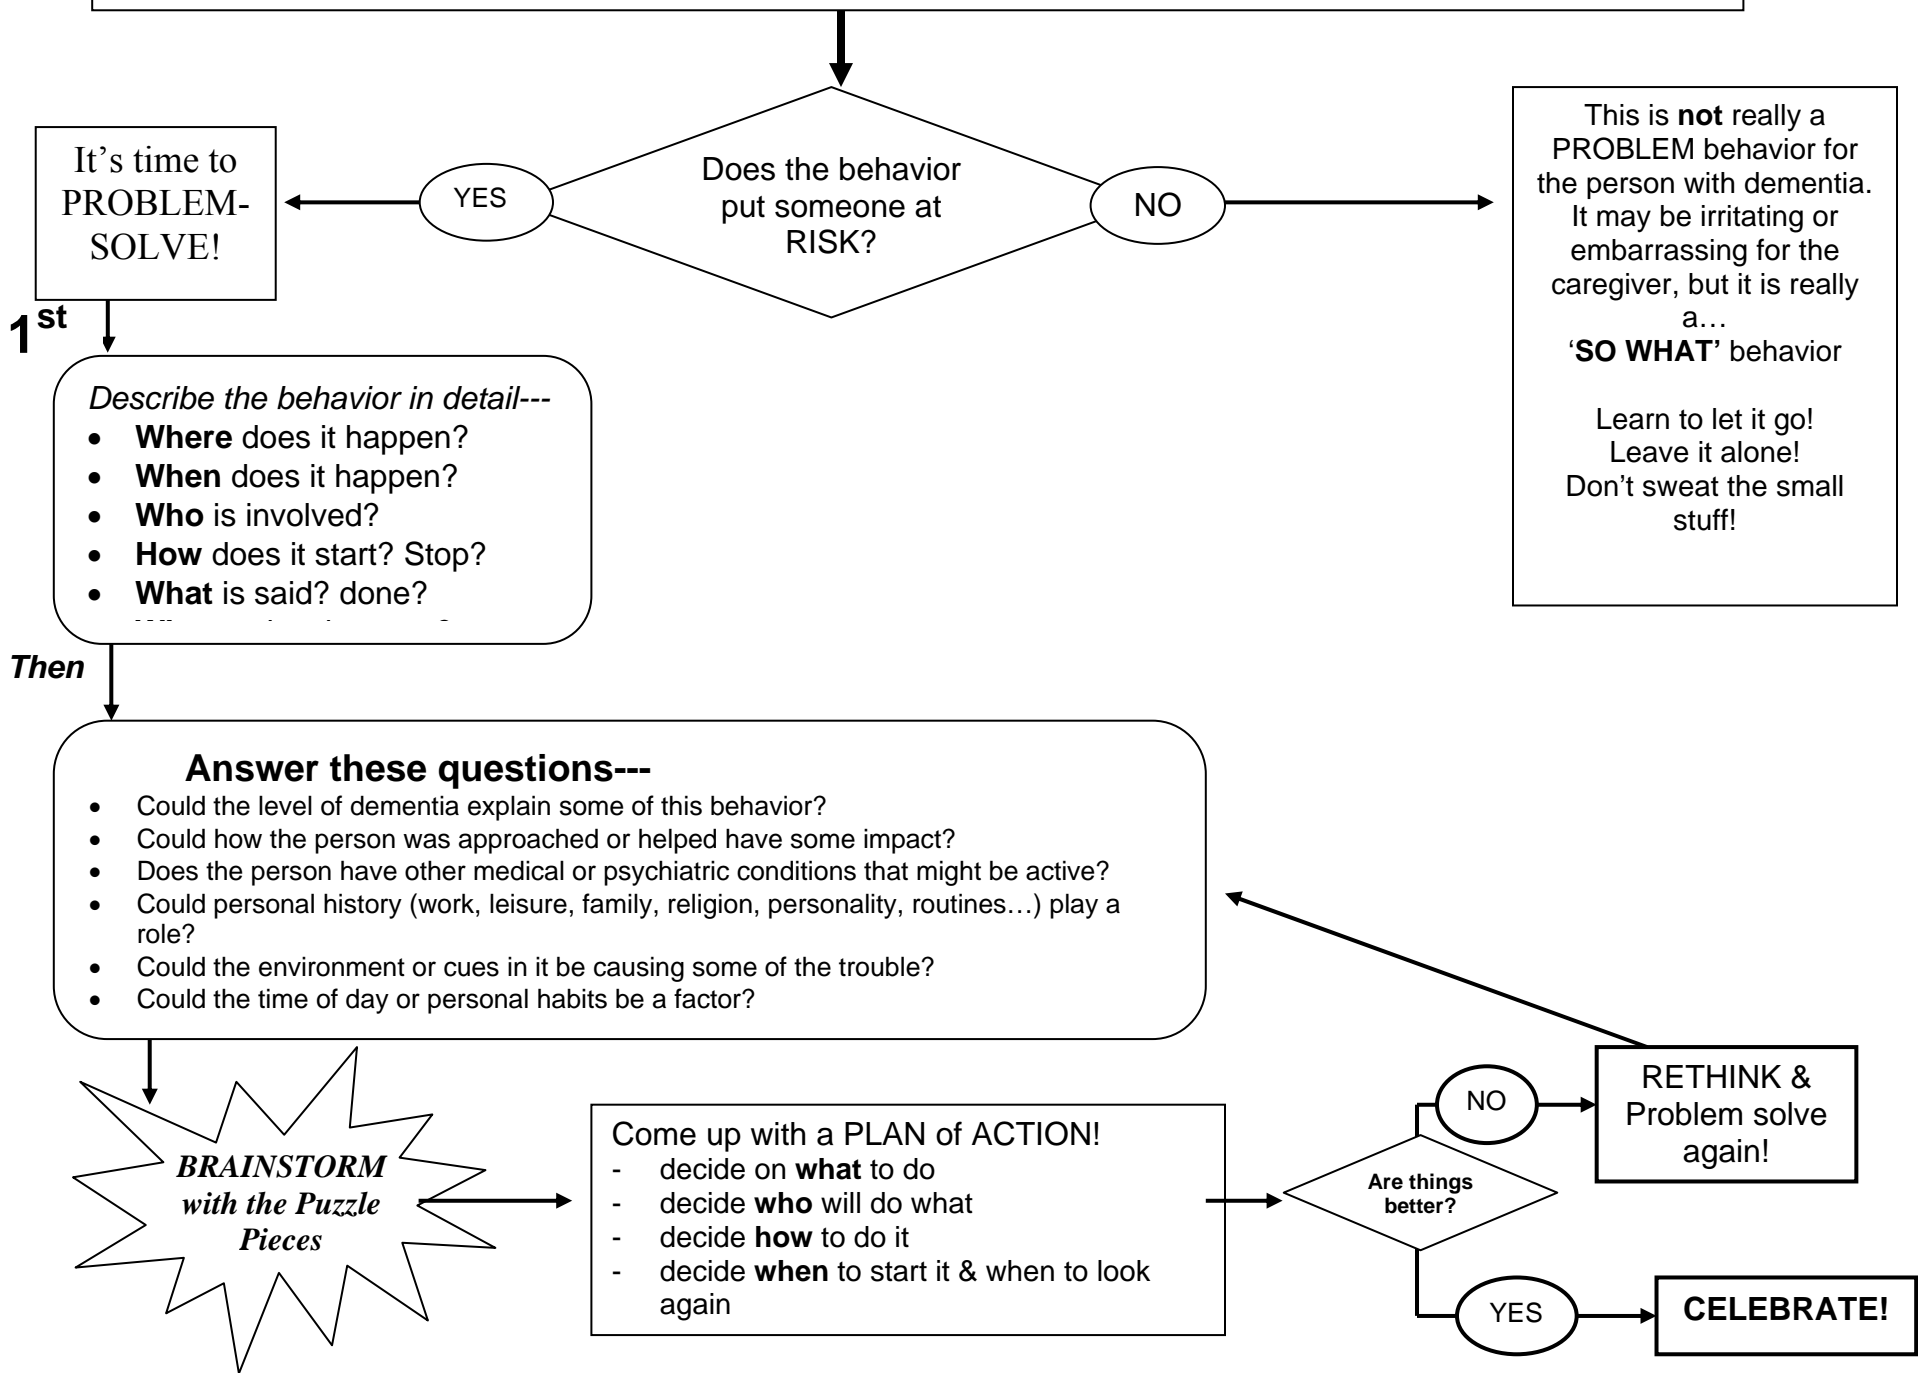 Does the behavior
put someone at
RISK?
YES
NO
It’s time to
PROBLEM-
SOLVE!
This is not really a
PROBLEM behavior for
the person with dementia.
It may be irritating or
embarrassing for the
caregiver, but it is really
a…
‘SO WHAT’ behavior
Learn to let it go!
Leave it alone!
Don’t sweat the small
stuff!
1st
Describe the behavior in detail---
• Where does it happen?
• When does it happen?
• Who is involved?
• How does it start? Stop?
• What is said? done?
Then
Answer these questions---
• Could the level of dementia explain some of this behavior?
• Could how the person was approached or helped have some impact?
• Does the person have other medical or psychiatric conditions that might be active?
• Could personal history (work, leisure, family, religion, personality, routines…) play a
role?
• Could the environment or cues in it be causing some of the trouble?
• Could the time of day or personal habits be a factor?
BRAINSTORM
with the Puzzle
Pieces
Come up with a PLAN of ACTION!
- decide on what to do
- decide who will do what
- decide how to do it
- decide when to start it & when to look
again
Are things
better?
NO
RETHINK &
Problem solve
again!
YES
CELEBRATE!